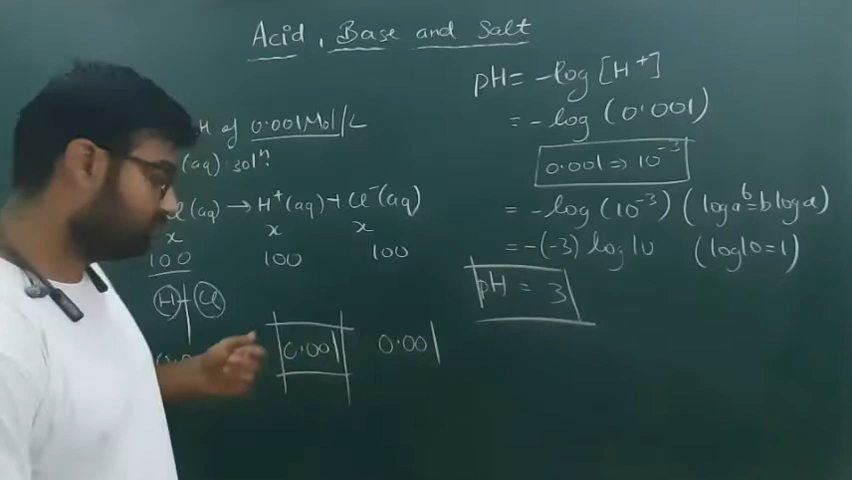 Acid, Base and Salt
H of 0.001Mol/L
(aq) solⁿ?
(aq) → H⁺(aq) + Cl⁻(aq)
x x x
100 100 100
H Cl
0.001 0.001
pH = -log [H⁺]
= -log (0.001)
0.001 ⇒ 10⁻³
= -log (10⁻³) (log aᵇ = b log a)
= -(-3) log 10 (log 10 = 1)
pH = 3